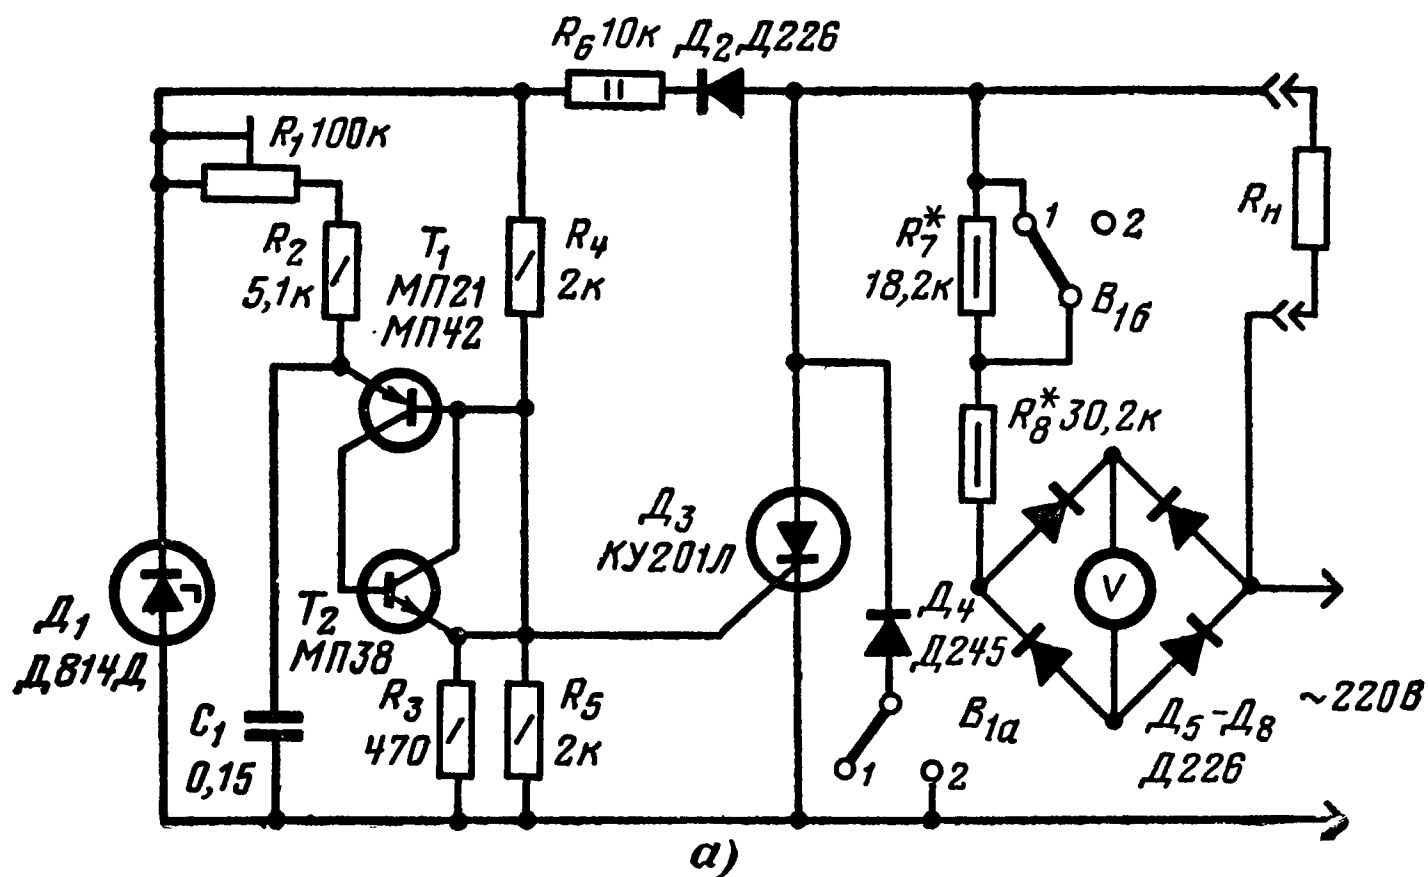 R6 10к Д2 Д226
R1 100к
R2
5,1к
T1
МП21
МП42
R4
2к
R7*
18,2к
1
2
В1б
Rн
R8* 30,2к
Д3
КУ201Л
V
Д1
Д814Д
T2
МП38
Д4
Д245
C1
0,15
R3
470
R5
2к
В1а
1
2
Д5-Д8
Д226
~220В
а)